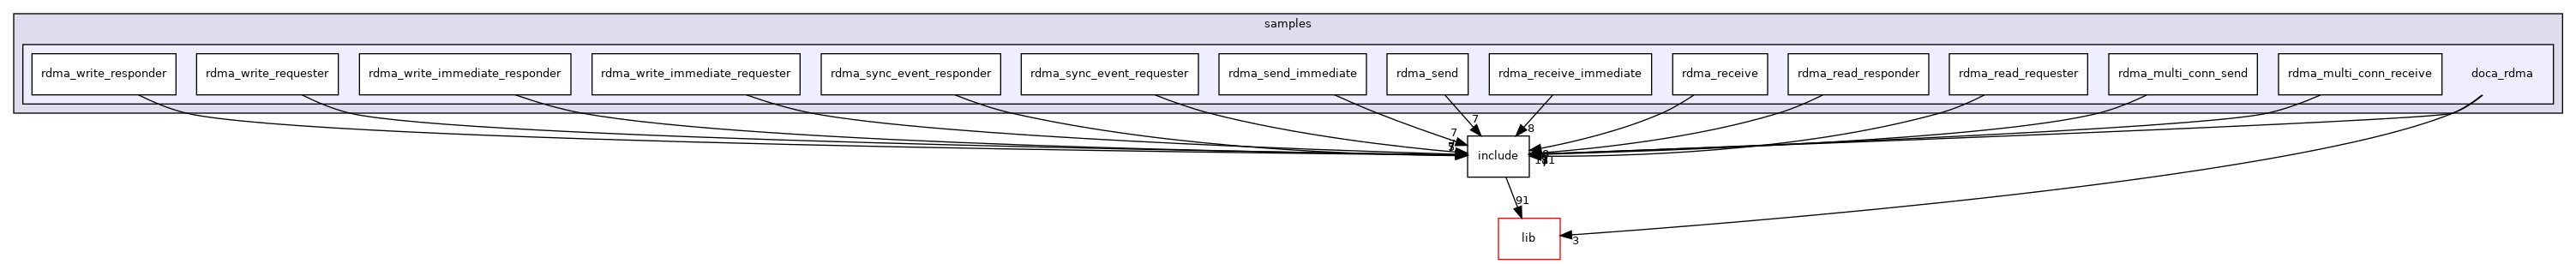 samples
rdma_write_responder
rdma_write_requester
rdma_write_immediate_responder
rdma_write_immediate_requester
rdma_sync_event_responder
rdma_sync_event_requester
rdma_send_immediate
rdma_send
rdma_receive_immediate
rdma_receive
rdma_read_responder
rdma_read_requester
rdma_multi_conn_send
rdma_multi_conn_receive
doca_rdma
7
8
7
include
91
lib
3